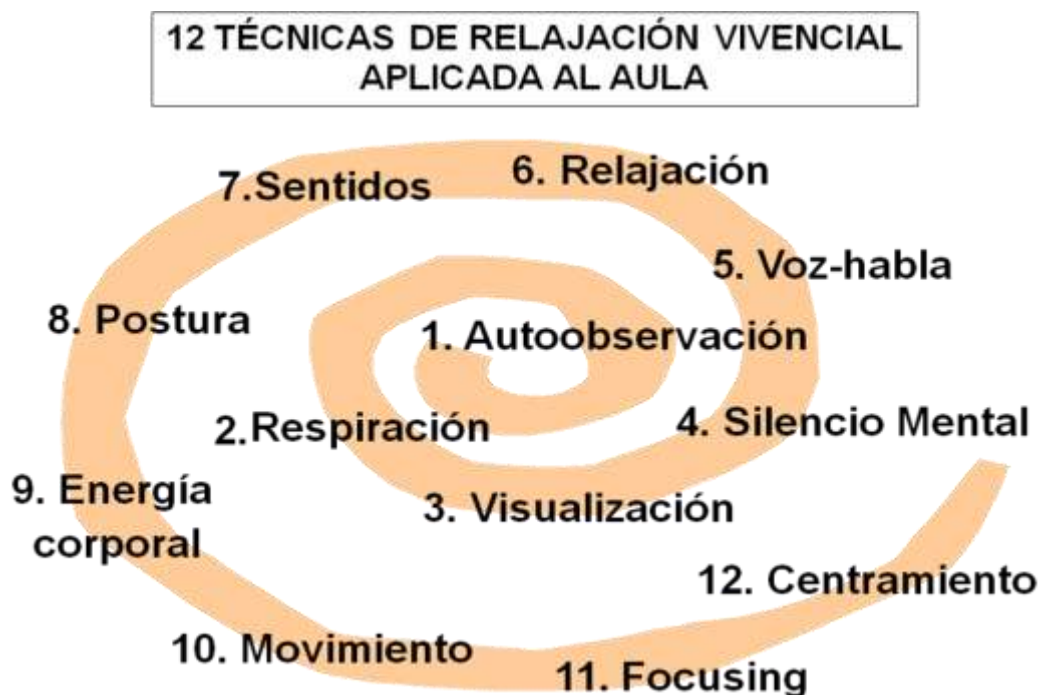 12 TÉCNICAS DE RELAJACIÓN VIVENCIAL
APLICADA AL AULA
1. Autoobservación
2.Respiración
3. Visualización
4. Silencio Mental
5. Voz-habla
6. Relajación
7.Sentidos
8. Postura
9. Energía
corporal
10. Movimiento
11. Focusing
12. Centramiento